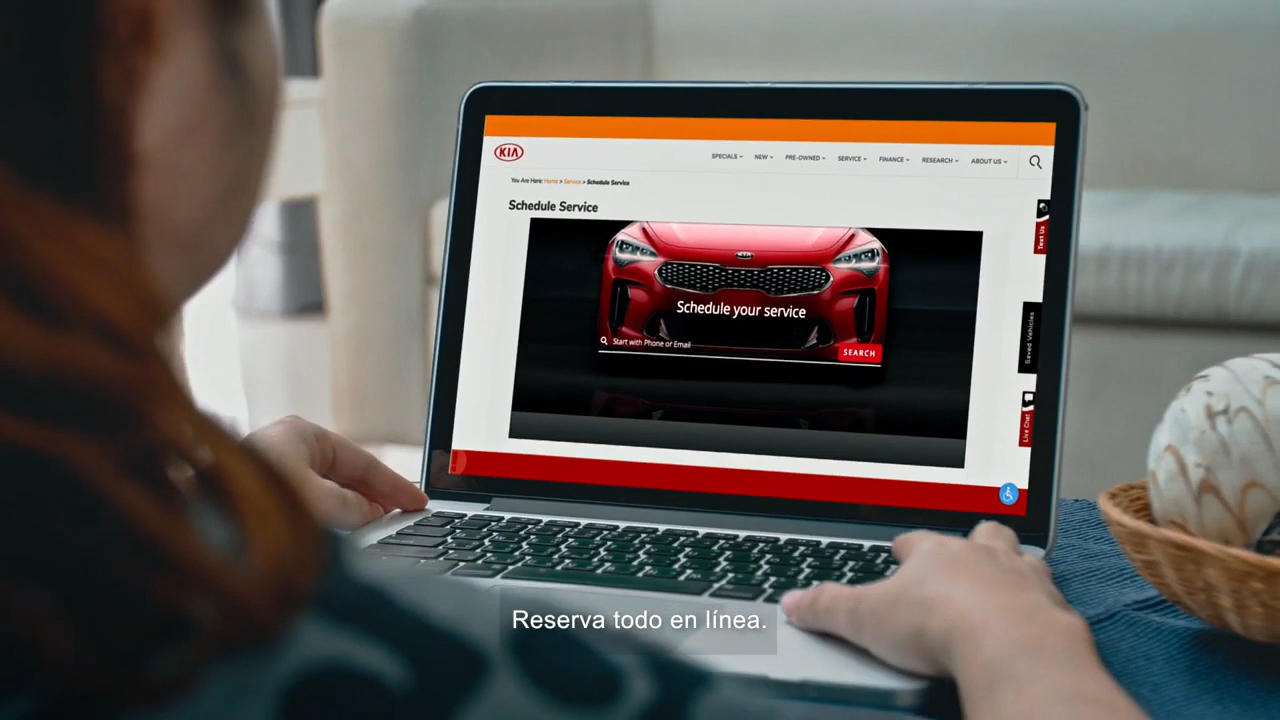 KIA
SPECIALS NEW PRE-OWNED SERVICE FINANCE RESEARCH ABOUT US
You Are Here: Home > Service > Schedule Service
Schedule Service
KIA
Schedule your service
Start with Phone or Email
SEARCH
Text Us
Saved Vehicles
Live Chat
Reserva todo en línea.